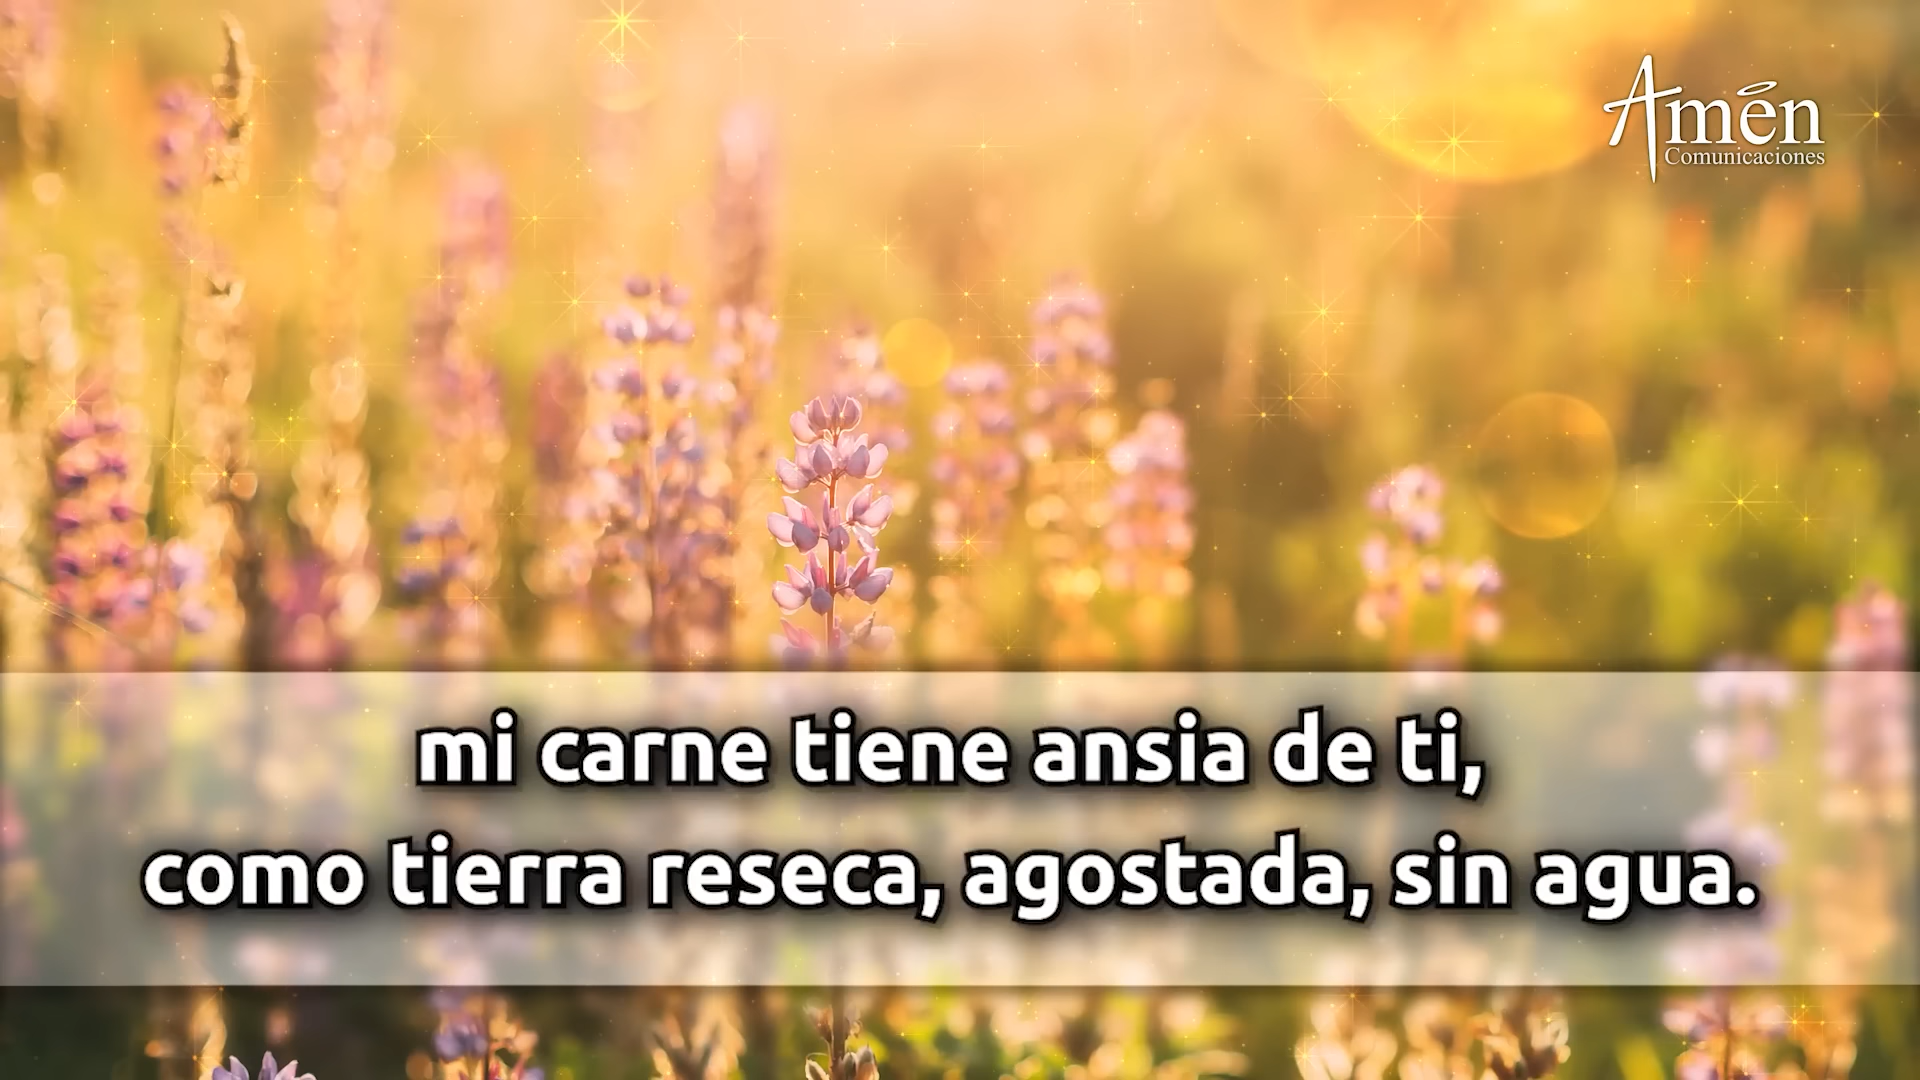 Amén
Comunicaciones
mi carne tiene ansia de ti,
como tierra reseca, agostada, sin agua.